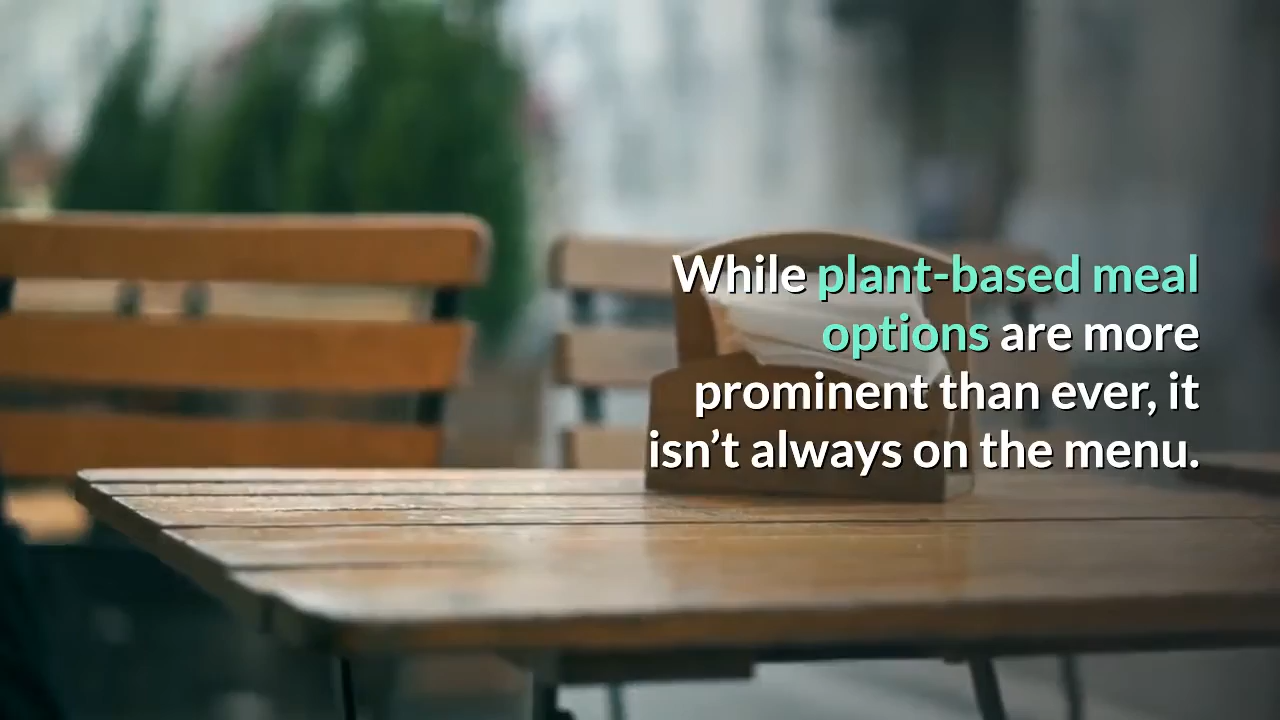 While plant-based meal
options are more
prominent than ever, it
isn’t always on the menu.